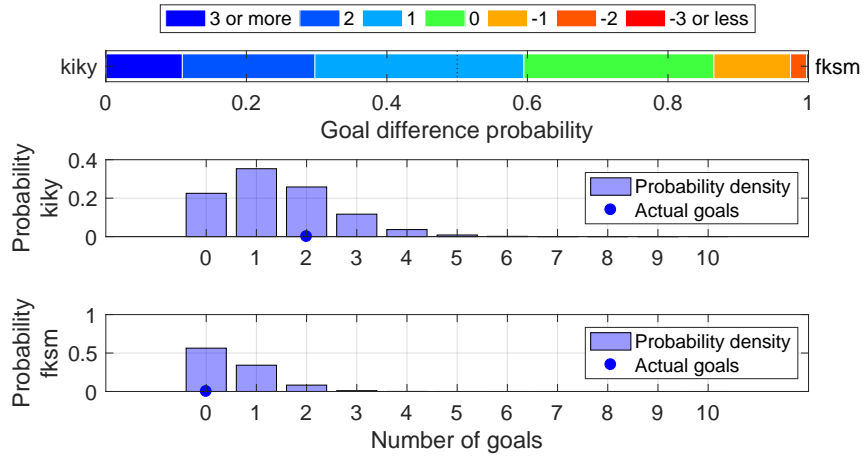 3 or more 2 1 0 -1 -2 -3 or less
kiky fksm
0 0.2 0.4 0.6 0.8 1
Goal difference probability
Probability
kiky
0.4
0.2
0
Probability density
Actual goals
0 1 2 3 4 5 6 7 8 9 10
Probability
fksm
1
0.5
0
Probability density
Actual goals
0 1 2 3 4 5 6 7 8 9 10
Number of goals